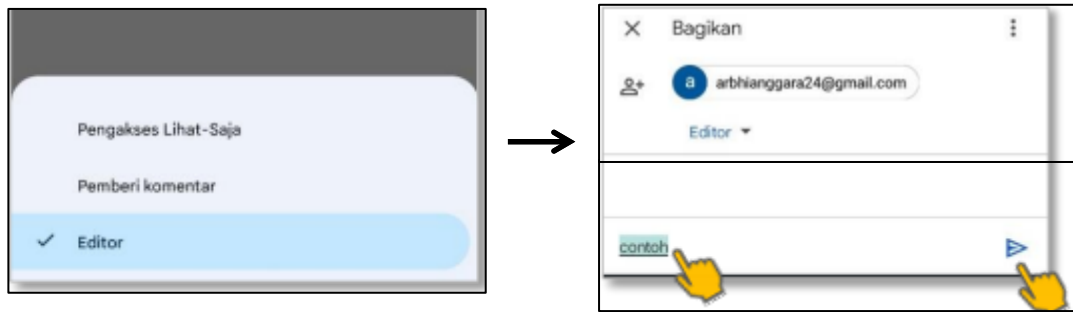 Pengakses Lihat-Saja
Pemberi komentar
Editor
Bagikan
a arbhianggara24@gmail.com
Editor
contoh